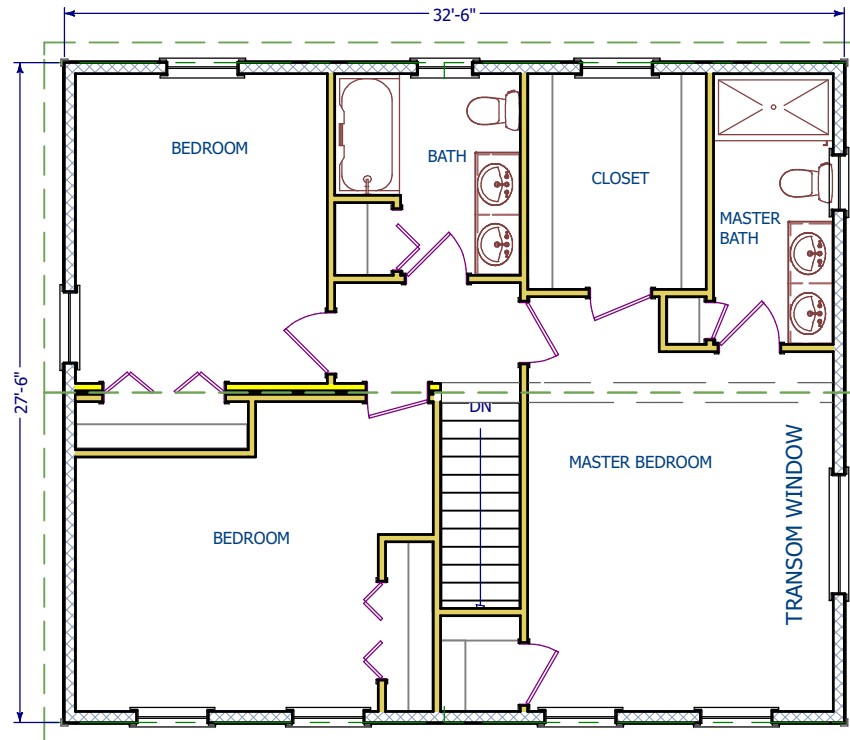 32'-6"
BEDROOM
BATH
CLOSET
MASTER
BATH
27'-6"
DN
MASTER BEDROOM
TRANSOM WINDOW
BEDROOM